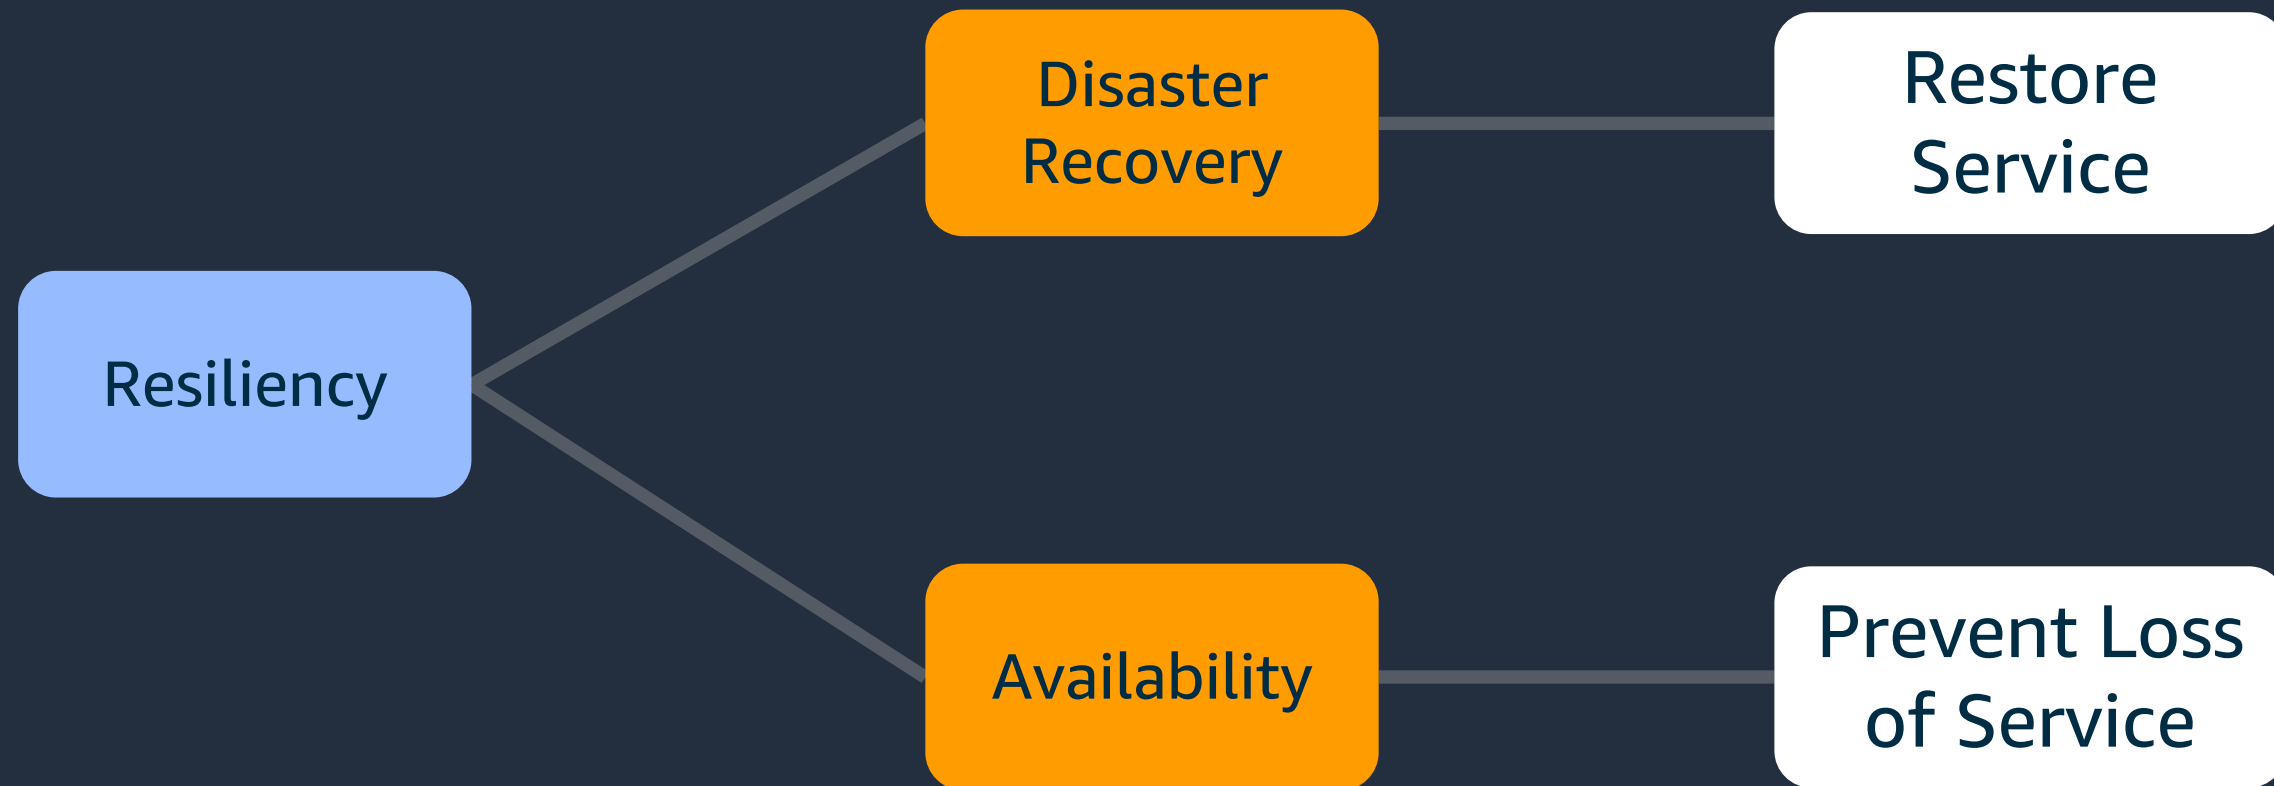 Resiliency
Disaster
Recovery
Restore
Service
Availability
Prevent Loss
of Service